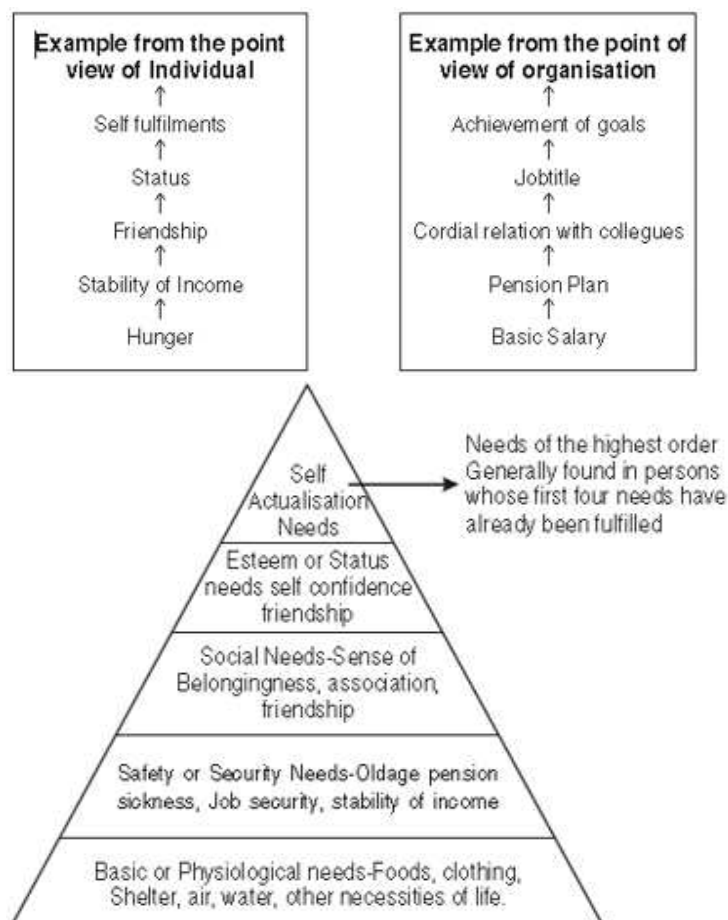 Example from the point
view of Individual
↑
Self fulfilments
↑
Status
↑
Friendship
↑
Stability of Income
↑
Hunger
Example from the point of
view of organisation
↑
Achievement of goals
↑
Jobtitle
↑
Cordial relation with collegues
↑
Pension Plan
↑
Basic Salary
Self
Actualisation
Needs
Needs of the highest order
Generally found in persons
whose first four needs have
already been fulfilled
Esteem or Status
needs self confidence
friendship
Social Needs-Sense of
Belongingness, association,
friendship
Safety or Security Needs-Oldage pension
sickness, Job security, stability of income
Basic or Physiological needs-Foods, clothing,
Shelter, air, water, other necessities of life.